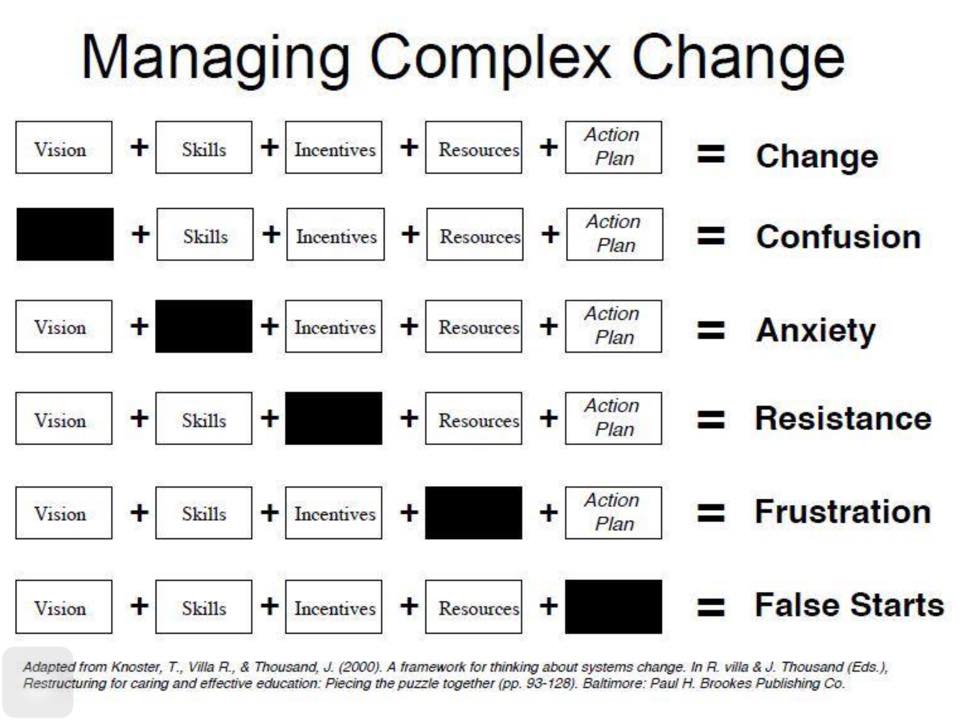 Managing Complex Change
Vision + Skills + Incentives + Resources + Action Plan = Change
+ Skills + Incentives + Resources + Action Plan = Confusion
Vision + + Incentives + Resources + Action Plan = Anxiety
Vision + Skills + + Resources + Action Plan = Resistance
Vision + Skills + Incentives + + Action Plan = Frustration
Vision + Skills + Incentives + Resources + = False Starts
Adapted from Knoster, T., Villa R., & Thousand, J. (2000). A framework for thinking about systems change. In R. villa & J. Thousand (Eds.),
Restructuring for caring and effective education: Piecing the puzzle together (pp. 93-128). Baltimore: Paul H. Brookes Publishing Co.